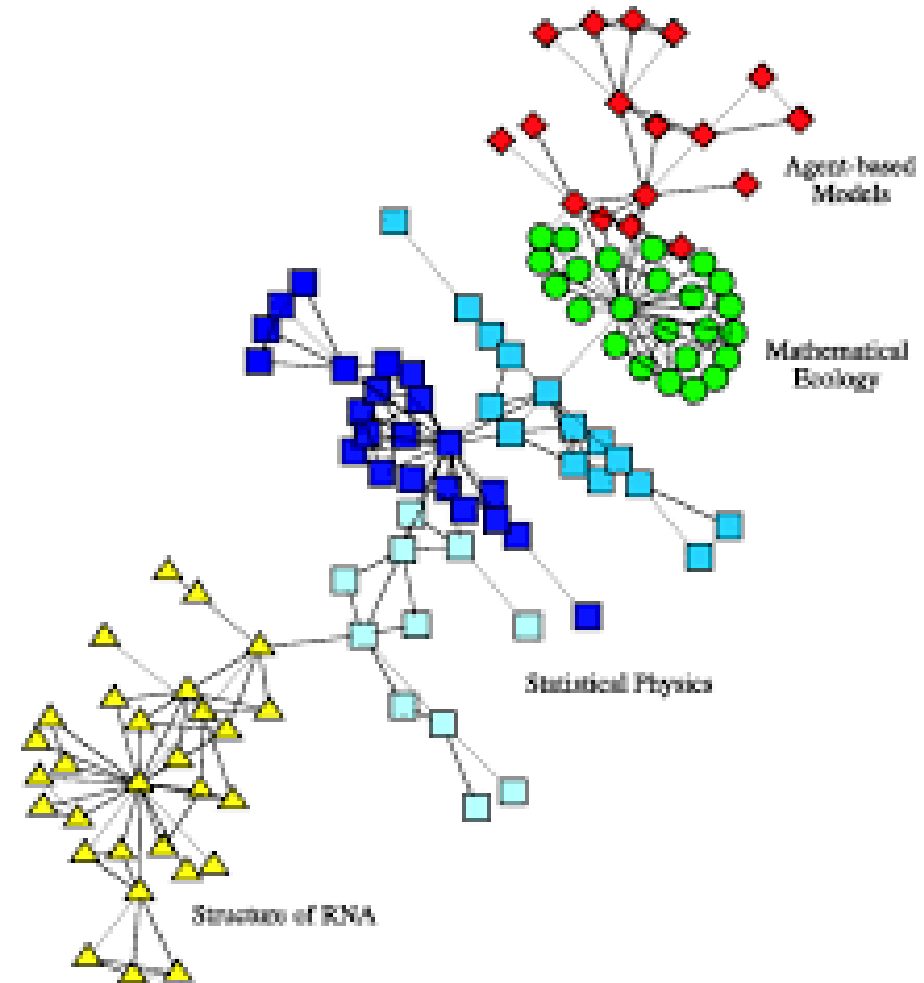 Agent-based
Models
Mathematical
Ecology
Statistical Physics
Structure of RNA